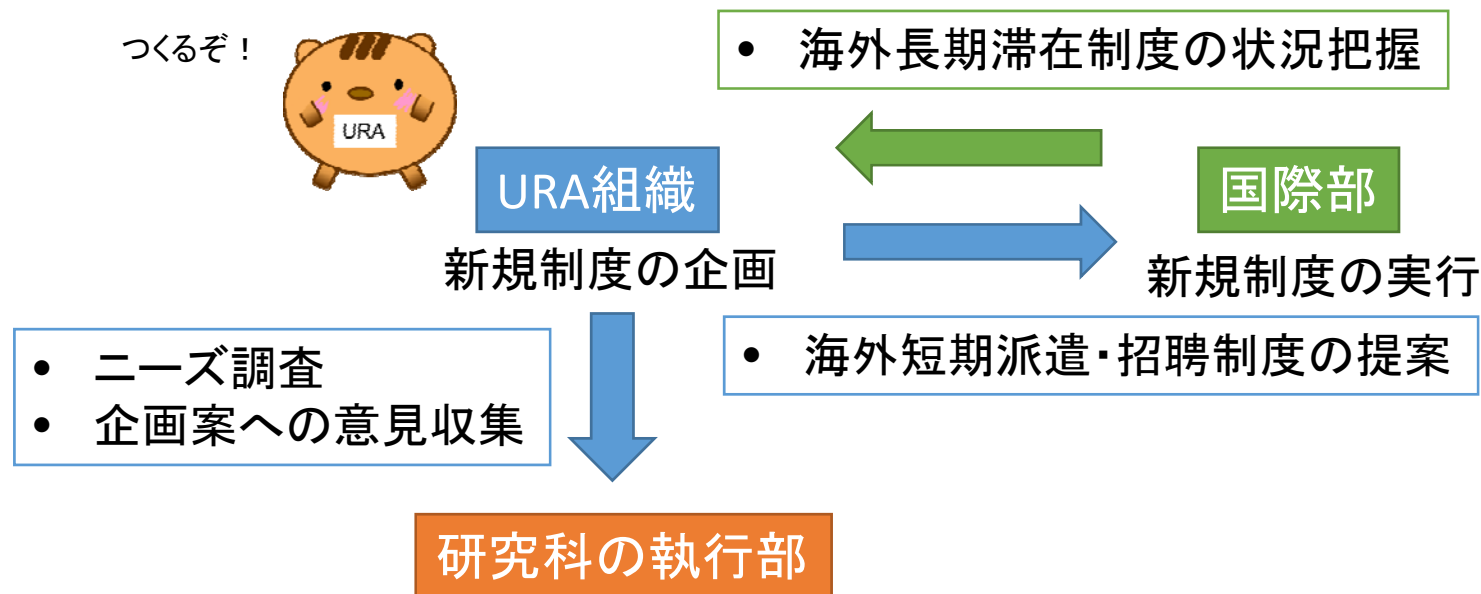 つくるぞ！
URA
• 海外長期滞在制度の状況把握
URA組織
国際部
新規制度の企画
新規制度の実行
• ニーズ調査
• 企画案への意見収集
• 海外短期派遣・招聘制度の提案
研究科の執行部